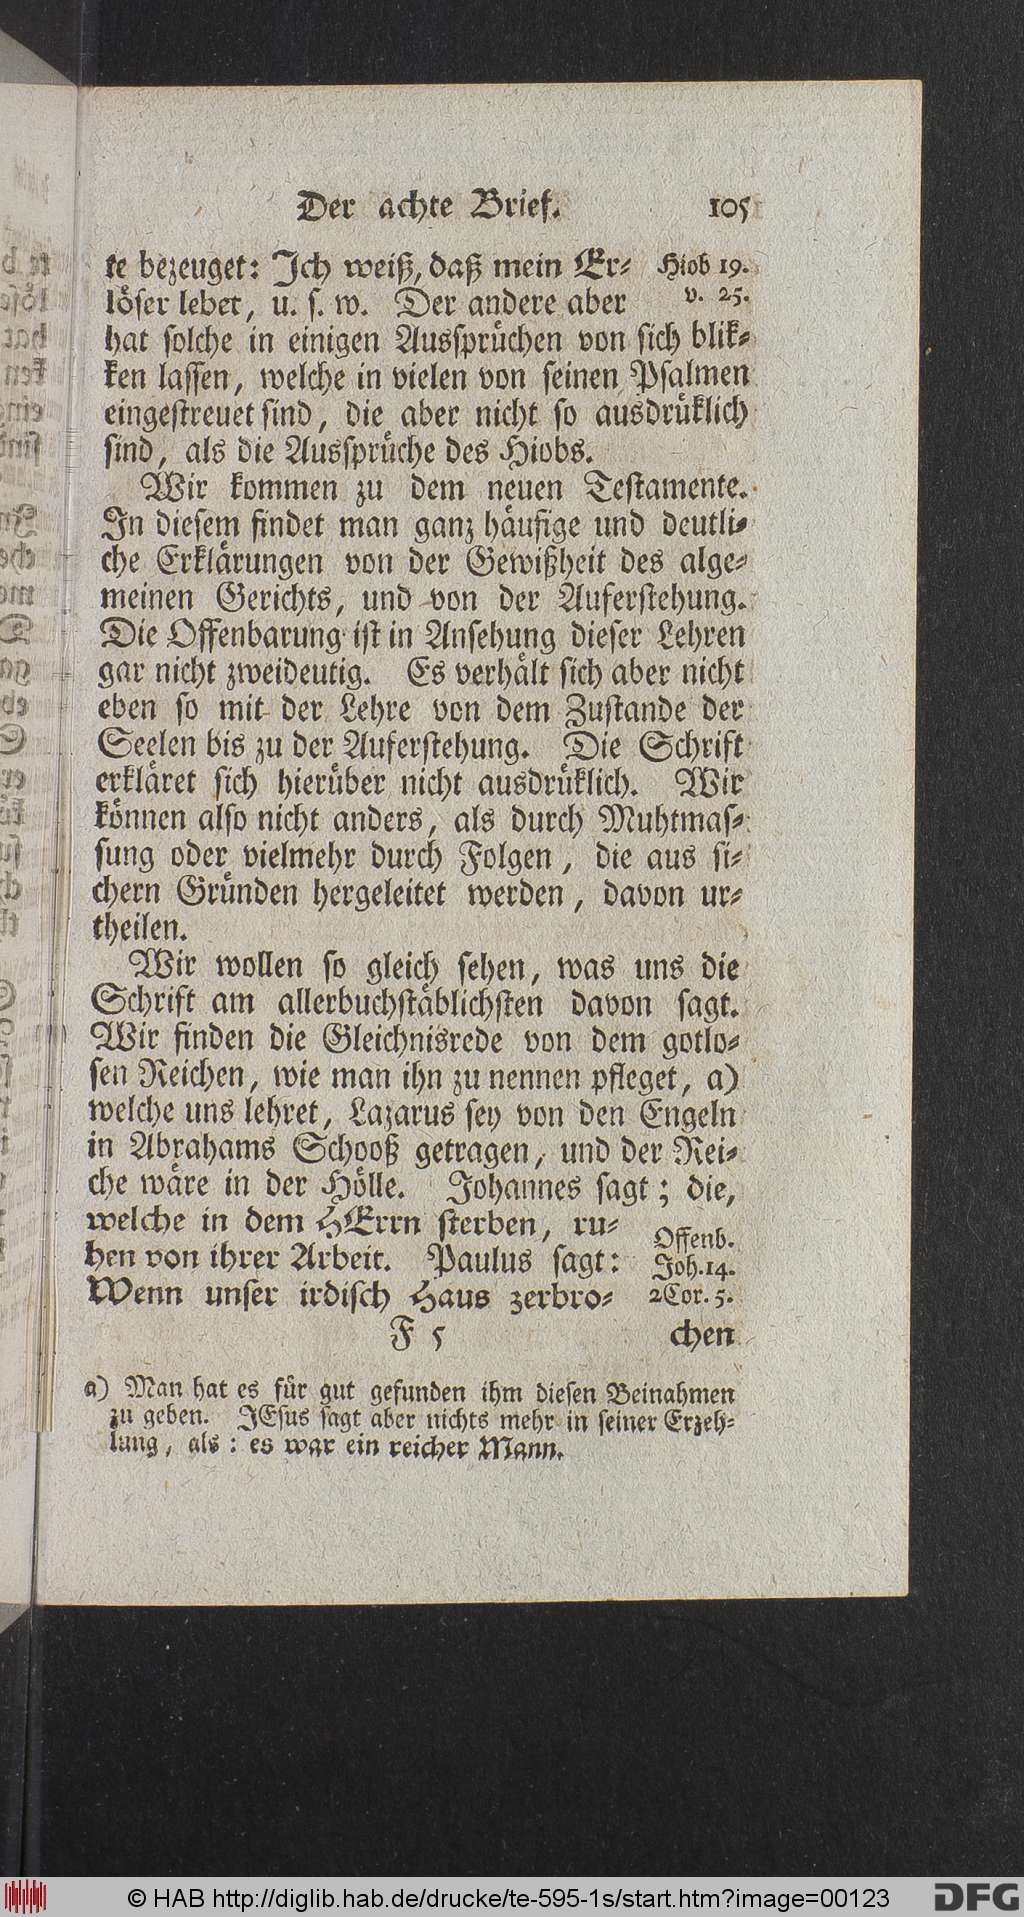 Der achte Brief. 105
te bezeuget: Ich weiß, daß mein Er- Hiob 19.
löser lebet, u. s. w. Der andere aber v. 25.
hat solche in einigen Aussprüchen von sich blik-
ken lassen, welche in vielen von seinen Psalmen
eingestreuet sind, die aber nicht so ausdrüklich
sind, als die Aussprüche des Hiobs.
Wir kommen zu dem neuen Testamente.
In diesem findet man ganz häufige und deutli-
che Erklärungen von der Gewißheit des alge-
meinen Gerichts, und von der Auferstehung.
Die Offenbarung ist in Ansehung dieser Lehren
gar nicht zweideutig. Es verhält sich aber nicht
eben so mit der Lehre von dem Zustande der
Seelen bis zu der Auferstehung. Die Schrift
erkläret sich hierüber nicht ausdrüklich. Wir
können also nicht anders, als durch Muhtmas-
sung oder vielmehr durch Folgen, die aus si-
chern Gründen hergeleitet werden, davon ur-
theilen.
Wir wollen so gleich sehen, was uns die
Schrift am allerbuchstäblichsten davon sagt.
Wir finden die Gleichnisrede von dem gotlo-
sen Reichen, wie man ihn zu nennen pfleget, a)
welche uns lehret, Lazarus sey von den Engeln
in Abrahams Schooß getragen, und der Rei-
che wäre in der Hölle. Johannes sagt; die,
welche in dem HErrn sterben, ru- Offenb.
hen von ihrer Arbeit. Paulus sagt: Joh. 14.
Wenn unser irdisch Haus zerbro- 2 Cor. 5.
F 5 chen
a) Man hat es für gut gefunden ihm diesen Beinahmen
zu geben. JEsus sagt aber nichts mehr in seiner Erzeh-
lung, als: es war ein reicher Mann.
© HAB http://diglib.hab.de/drucke/te-595-1s/start.htm?image=00123 DFG